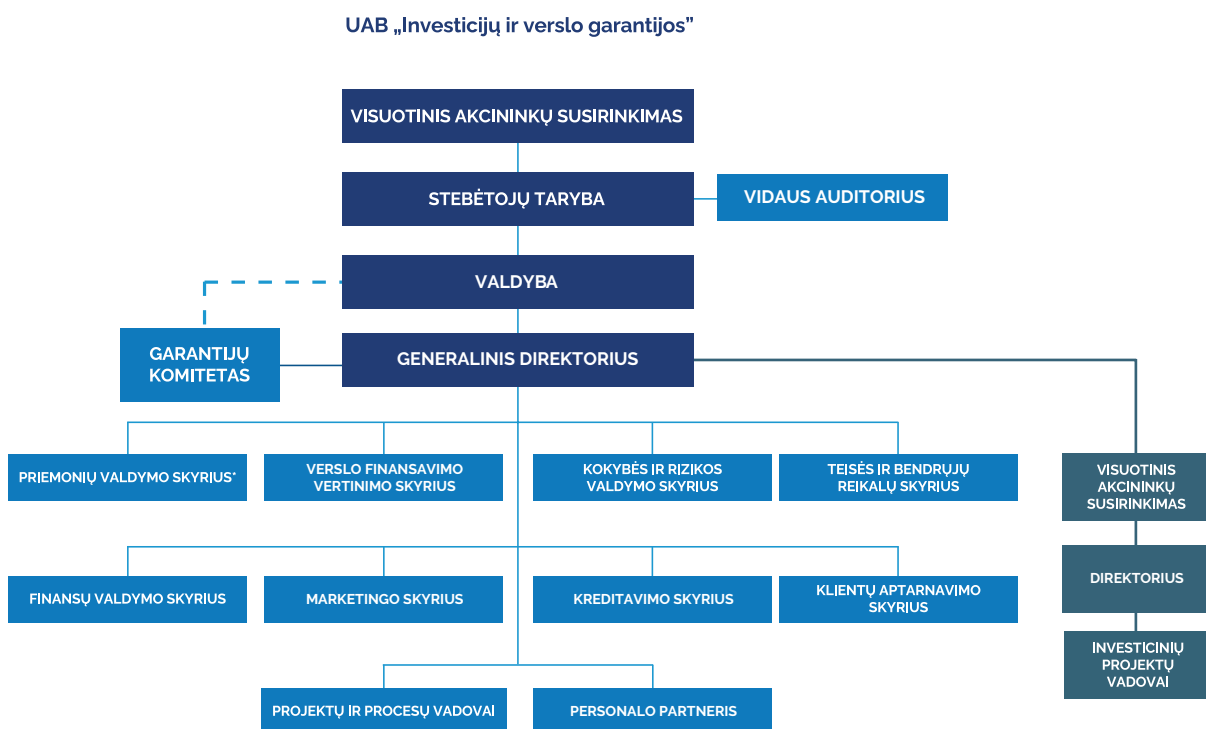 UAB „Investicijų ir verslo garantijos”
VISUOTINIS AKCININKŲ SUSIRINKIMAS
STEBĖTOJŲ TARYBA
VIDAUS AUDITORIUS
VALDYBA
GARANTIJŲ
KOMITETAS
GENERALINIS DIREKTORIUS
PRIEMONIŲ VALDYMO SKYRIUS*
VERSLO FINANSAVIMO
VERTINIMO SKYRIUS
KOKYBĖS IR RIZIKOS
VALDYMO SKYRIUS
TEISĖS IR BENDRŲJŲ
REIKALŲ SKYRIUS
VISUOTINIS
AKCININKŲ
SUSIRINKIMAS
FINANSŲ VALDYMO SKYRIUS
MARKETINGO SKYRIUS
KREDITAVIMO SKYRIUS
KLIENTŲ APTARNAVIMO
SKYRIUS
DIREKTORIUS
INVESTICINIŲ
PROJEKTŲ
VADOVAI
PROJEKTŲ IR PROCESŲ VADOVAI
PERSONALO PARTNERIS